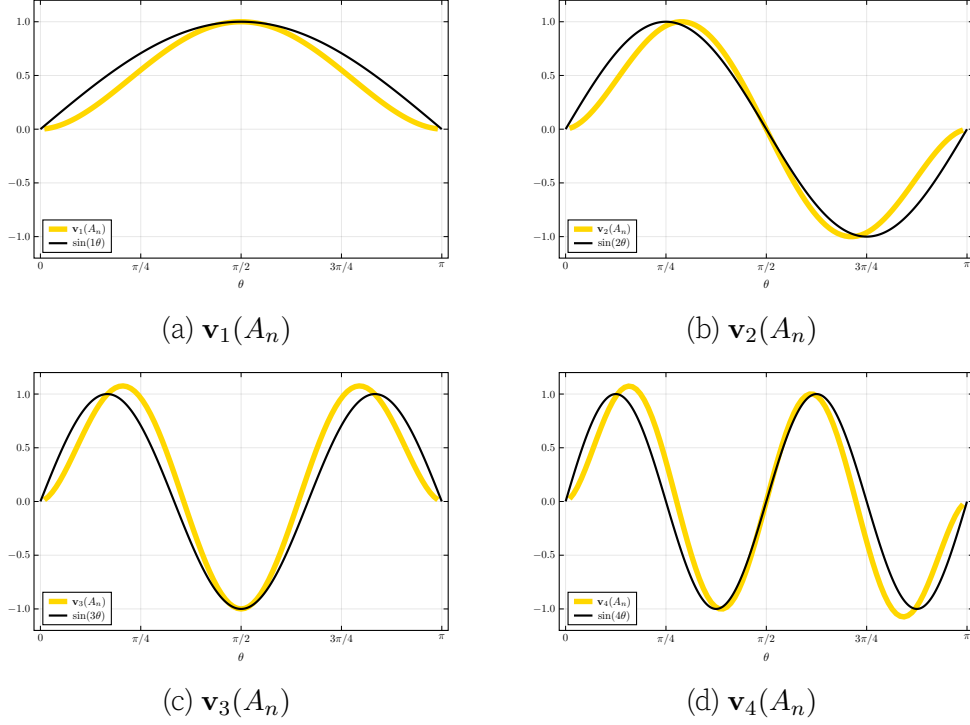 1.0
0.5
0.0
−0.5
−1.0
v₁(Aₙ)
sin(1θ)
0 π/4 π/2 3π/4 π
θ
(a) v₁(Aₙ)
1.0
0.5
0.0
−0.5
−1.0
v₂(Aₙ)
sin(2θ)
0 π/4 π/2 3π/4 π
θ
(b) v₂(Aₙ)
1.0
0.5
0.0
−0.5
−1.0
v₃(Aₙ)
sin(3θ)
0 π/4 π/2 3π/4 π
θ
(c) v₃(Aₙ)
1.0
0.5
0.0
−0.5
−1.0
v₄(Aₙ)
sin(4θ)
0 π/4 π/2 3π/4 π
θ
(d) v₄(Aₙ)